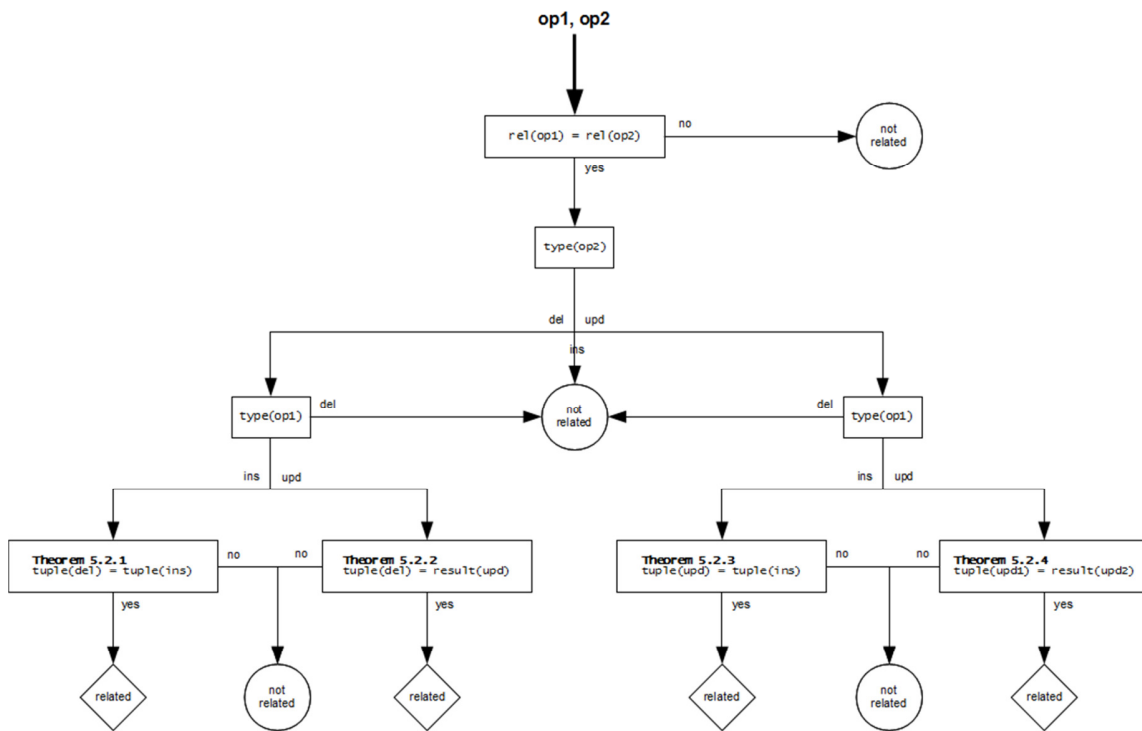 op1, op2
rel(op1) = rel(op2)
no
not
related
yes
type(op2)
del
upd
ins
type(op1)
del
not
related
del
type(op1)
ins
upd
ins
upd
Theorem 5.2.1
tuple(del) = tuple(ins)
no
no
Theorem 5.2.2
tuple(del) = result(upd)
Theorem 5.2.3
tuple(upd) = tuple(ins)
no
no
Theorem 5.2.4
tuple(upd1) = result(upd2)
yes
yes
yes
yes
related
not
related
related
related
not
related
related